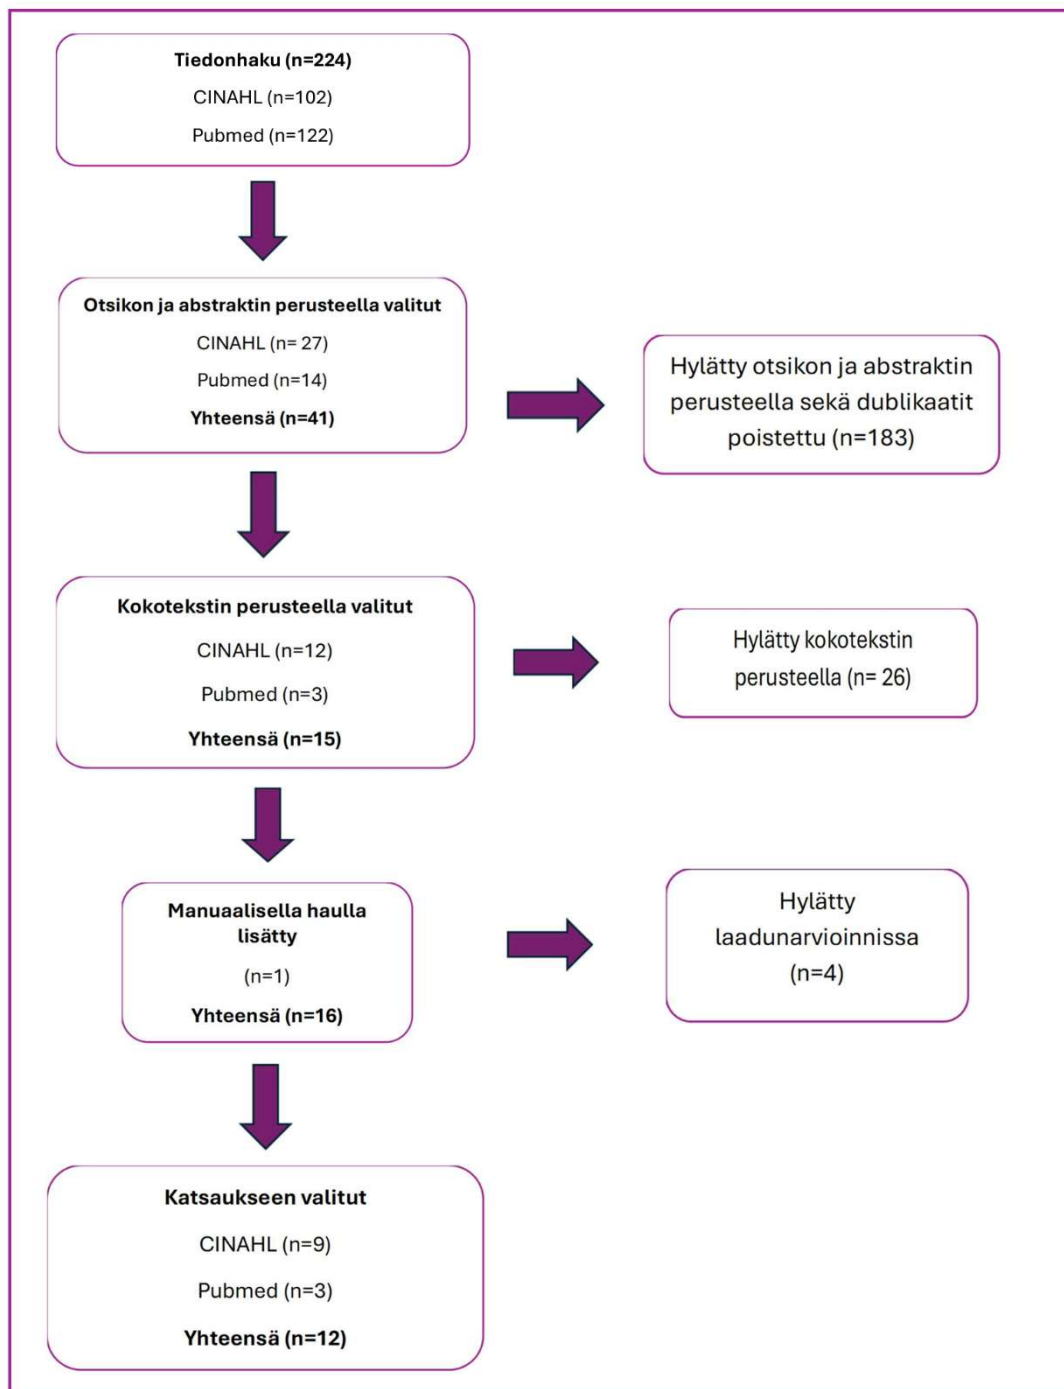 Tiedonhaku (n=224)
CINAHL (n=102)
Pubmed (n=122)
Otsikon ja abstraktin perusteella valitut
CINAHL (n= 27)
Pubmed (n=14)
Yhteensä (n=41)
Hylätty otsikon ja abstraktin
perusteella sekä dublikaatit
poistettu (n=183)
Kokotekstin perusteella valitut
CINAHL (n=12)
Pubmed (n=3)
Yhteensä (n=15)
Hylätty kokotekstin
perusteella (n= 26)
Manuaalisella haulla
lisätty
(n=1)
Yhteensä (n=16)
Hylätty
laadunarvioinnissa
(n=4)
Katsaukseen valitut
CINAHL (n=9)
Pubmed (n=3)
Yhteensä (n=12)